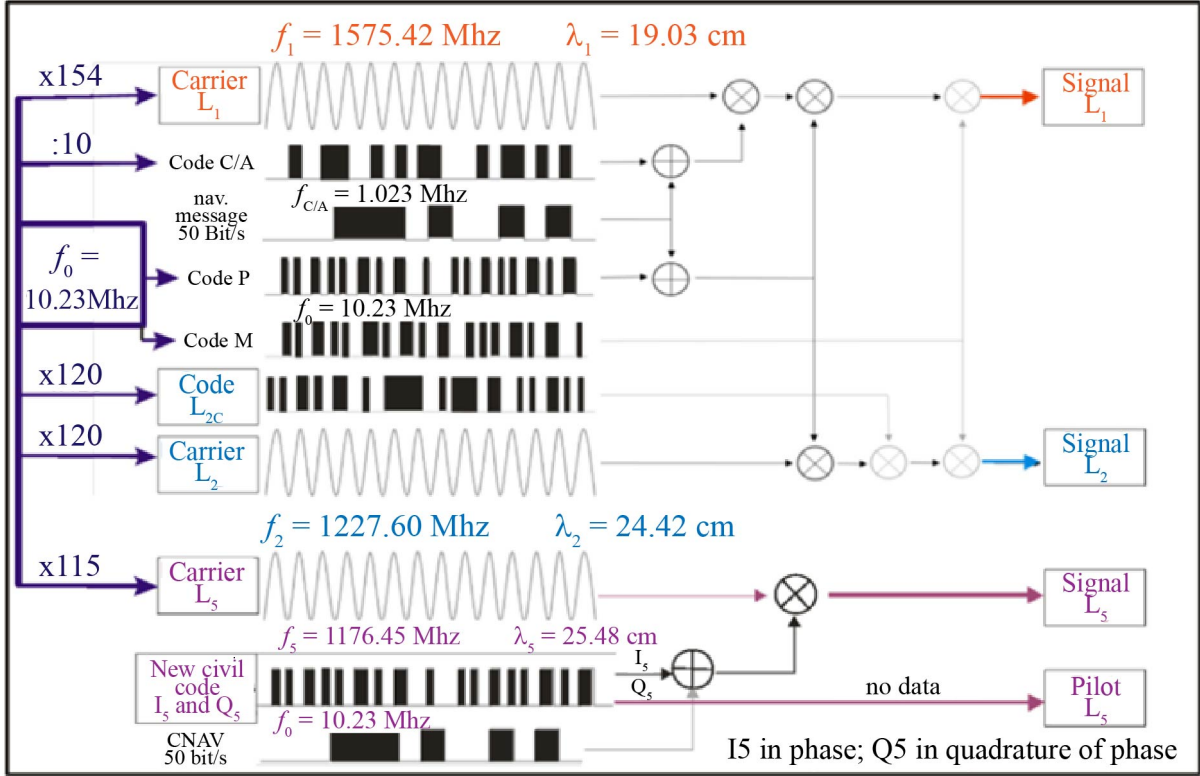 f₁ = 1575.42 Mhz λ₁ = 19.03 cm
x154
Carrier
L₁
Signal
L₁
:10
Code C/A
f_C/A = 1.023 Mhz
nav.
message
50 Bit/s
f₀ =
10.23Mhz
Code P
f₀ = 10.23 Mhz
Code M
x120
Code
L₂C
x120
Carrier
L₂
Signal
L₂
f₂ = 1227.60 Mhz λ₂ = 24.42 cm
x115
Carrier
L₅
Signal
L₅
f₅ = 1176.45 Mhz λ₅ = 25.48 cm
New civil
code
I₅ and Q₅
I₅
Q₅
no data
Pilot
L₅
f₀ = 10.23 Mhz
CNAV
50 bit/s
I5 in phase; Q5 in quadrature of phase